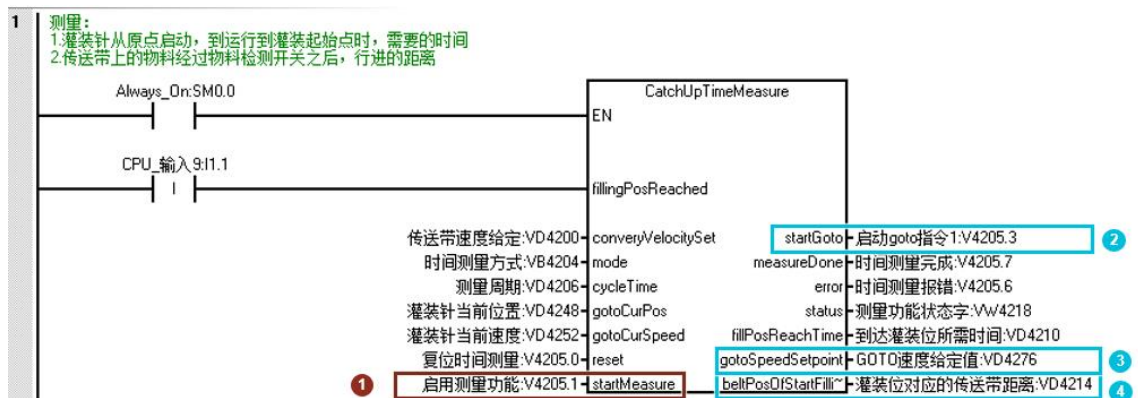 1
测量：
1.灌装针从原点启动，到运行到灌装起始点时，需要的时间
2.传送带上的物料经过物料检测开关之后，行进的距离
Always_On:SM0.0
CatchUpTimeMeasure
EN
CPU_输入9:I1.1
I
fillingPosReached
传送带速度给定:VD4200 converyVelocitySet startGoto 启动goto指令1:V4205.3 2
时间测量方式:VB4204 mode measureDone 时间测量完成:V4205.7
测量周期:VD4206 cycleTime error 时间测量报错:V4205.6
灌装针当前位置:VD4248 gotoCurPos status 测量功能状态字:VW4218
灌装针当前速度:VD4252 gotoCurSpeed fillPosReachTime 到达灌装位所需时间:VD4210
复位时间测量:V4205.0 reset gotoSpeedSetpoint GOTO速度给定值:VD4276 3
1 启用测量功能:V4205.1 startMeasure beltPosOfStartFilli~ 灌装位对应的传送带距离:VD4214 4